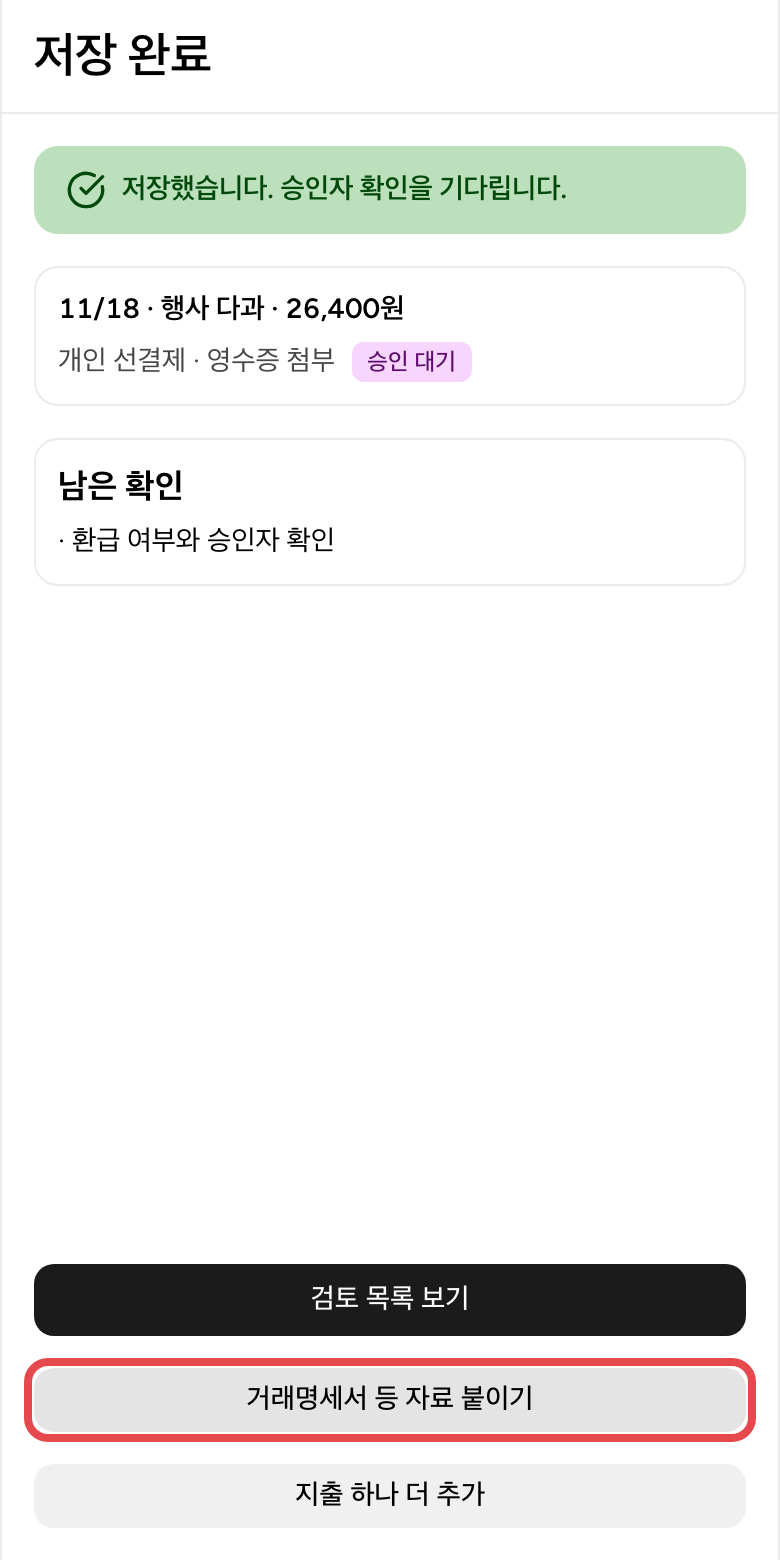 저장 완료
저장했습니다. 승인자 확인을 기다립니다.
11/18 · 행사 다과 · 26,400원
개인 선결제 · 영수증 첨부 승인 대기
남은 확인
· 환급 여부와 승인자 확인
검토 목록 보기
거래명세서 등 자료 붙이기
지출 하나 더 추가